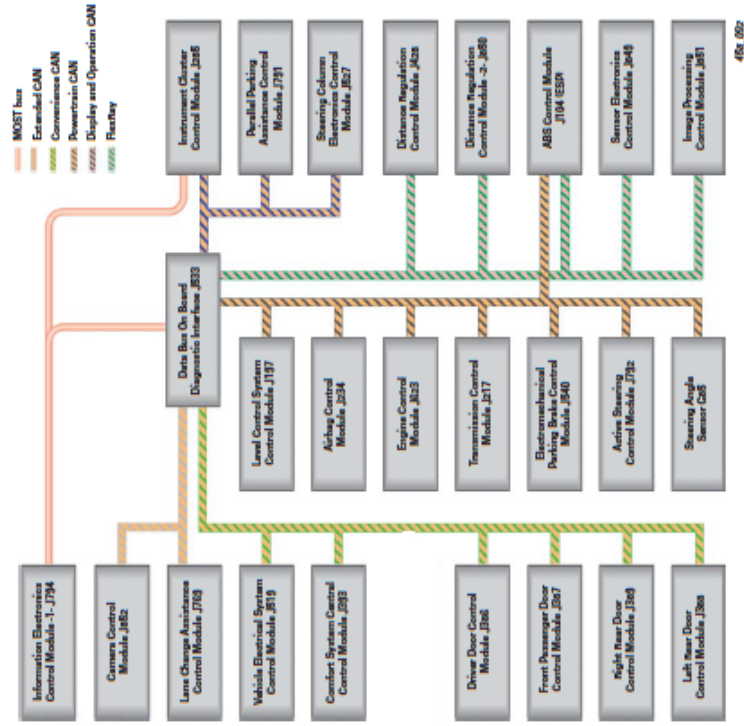 MOST bus
Extended CAN
Convenience CAN
Powertrain CAN
Display and Operation CAN
FlexRay
Information Electronics
Control Module -1- J794
Camera Control
Module J852
Lane Change Assistance
Control Module J769
Vehicle Electrical System
Control Module J519
Comfort System Central
Control Module J393
Driver Door Control
Module J386
Front Passenger Door
Control Module J387
Right Rear Door
Control Module J389
Left Rear Door
Control Module J388
Data Bus On Board
Diagnostic Interface J533
Level Control System
Control Module J197
Airbag Control
Module J234
Engine Control
Module J623
Transmission Control
Module J217
Electromechanical
Parking Brake Control
Module J540
Active Steering
Control Module J792
Steering Angle
Sensor G85
Instrument Cluster
Control Module J285
Parallel Parking
Assistance Control
Module J791
Steering Column
Electronics Control
Module J527
Distance Regulation
Control Module J428
Distance Regulation
Control Module -2- J850
ABS Control Module
J104 (ESP)
Sensor Electronics
Control Module J849
Image Processing
Control Module J851